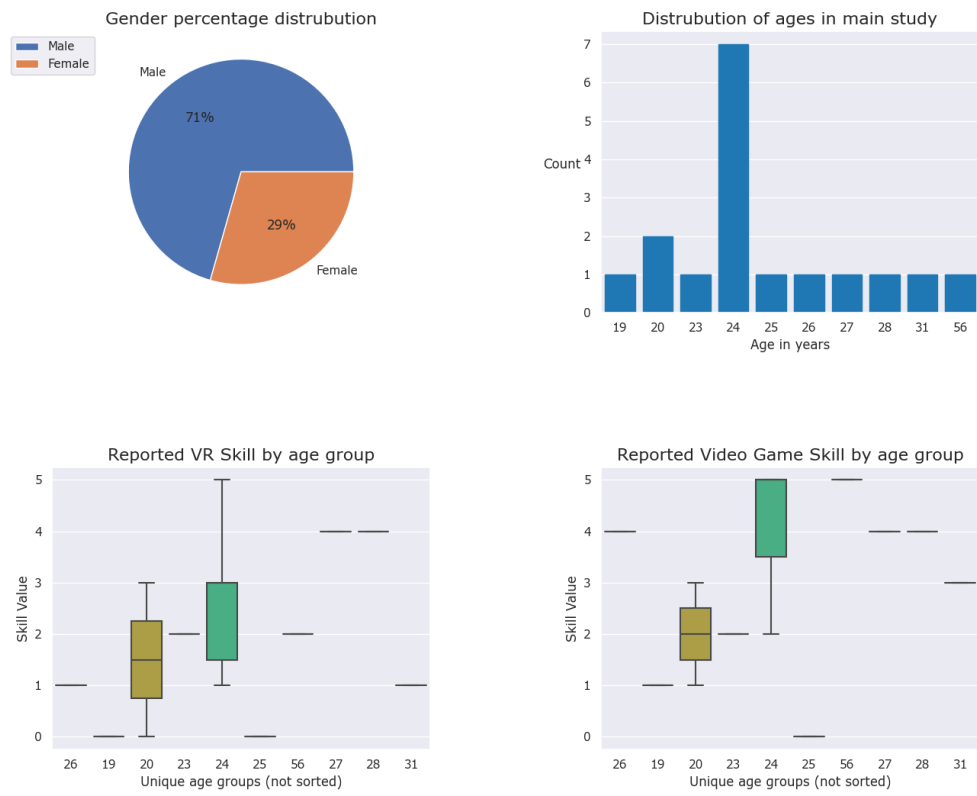 Gender percentage distrubution
Male
Female
Male
71%
29%
Female
Distrubution of ages in main study
7
6
5
4
3
2
1
0
Count
19 20 23 24 25 26 27 28 31 56
Age in years
Reported VR Skill by age group
5
4
3
2
1
0
Skill Value
26 19 20 23 24 25 56 27 28 31
Unique age groups (not sorted)
Reported Video Game Skill by age group
5
4
3
2
1
0
Skill Value
26 19 20 23 24 25 56 27 28 31
Unique age groups (not sorted)